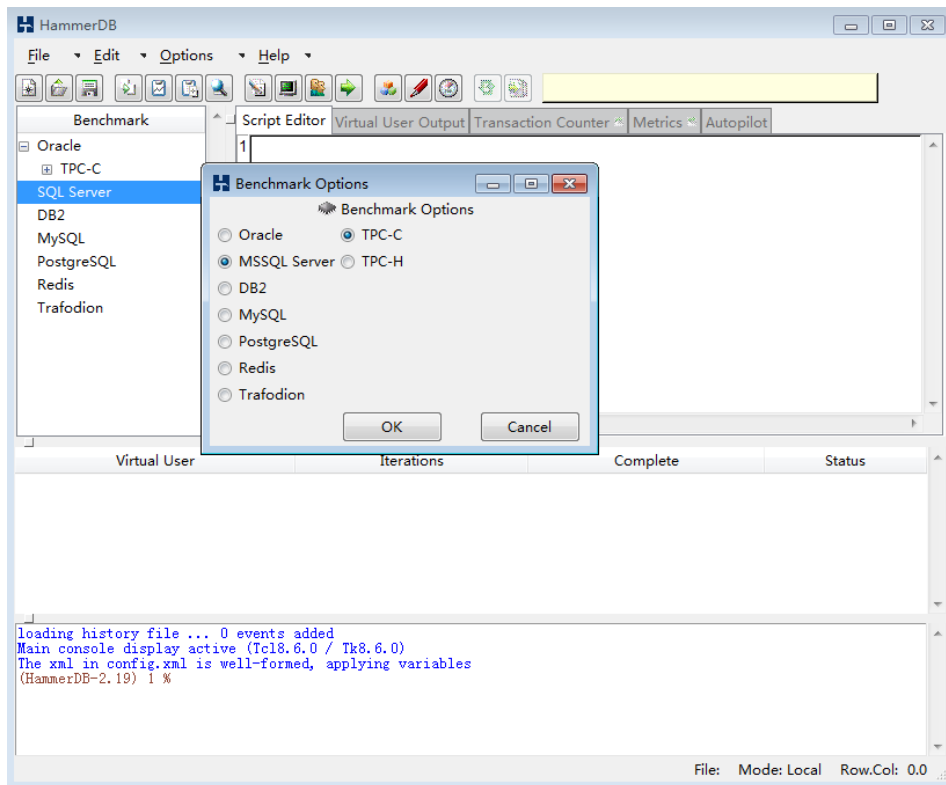 HammerDB
File Edit Options Help
Benchmark
Script Editor Virtual User Output Transaction Counter Metrics Autopilot
Oracle
1
TPC-C
SQL Server
DB2
MySQL
PostgreSQL
Redis
Trafodion
Benchmark Options
Benchmark Options
Oracle TPC-C
MSSQL Server TPC-H
DB2
MySQL
PostgreSQL
Redis
Trafodion
OK Cancel
Virtual User Iterations Complete Status
loading history file ... 0 events added
Main console display active (Tcl8.6.0 / Tk8.6.0)
The xml in config.xml is well-formed, applying variables
(HammerDB-2.19) 1 %
File: Mode: Local Row.Col: 0.0